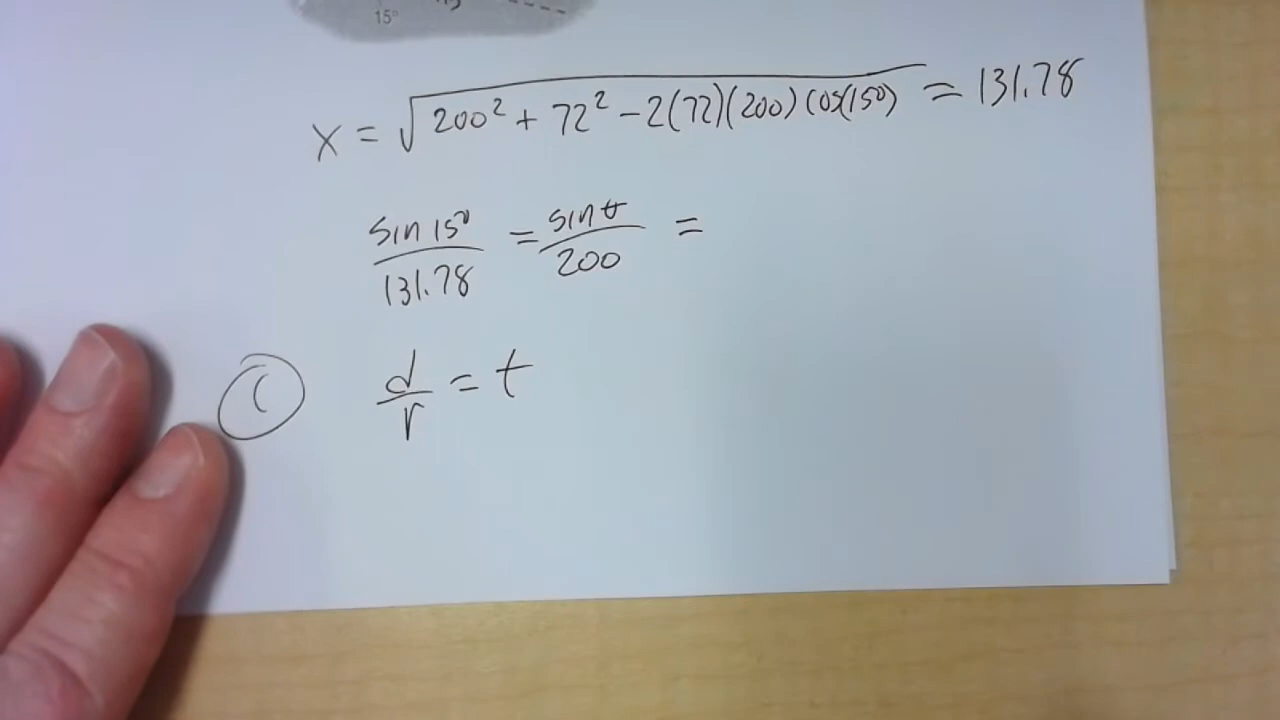 15°
x = √200² + 72² - 2(72)(200) cos(15°) = 131.78
sin 15° / 131.78 = sin θ / 200 =
C d / r = t